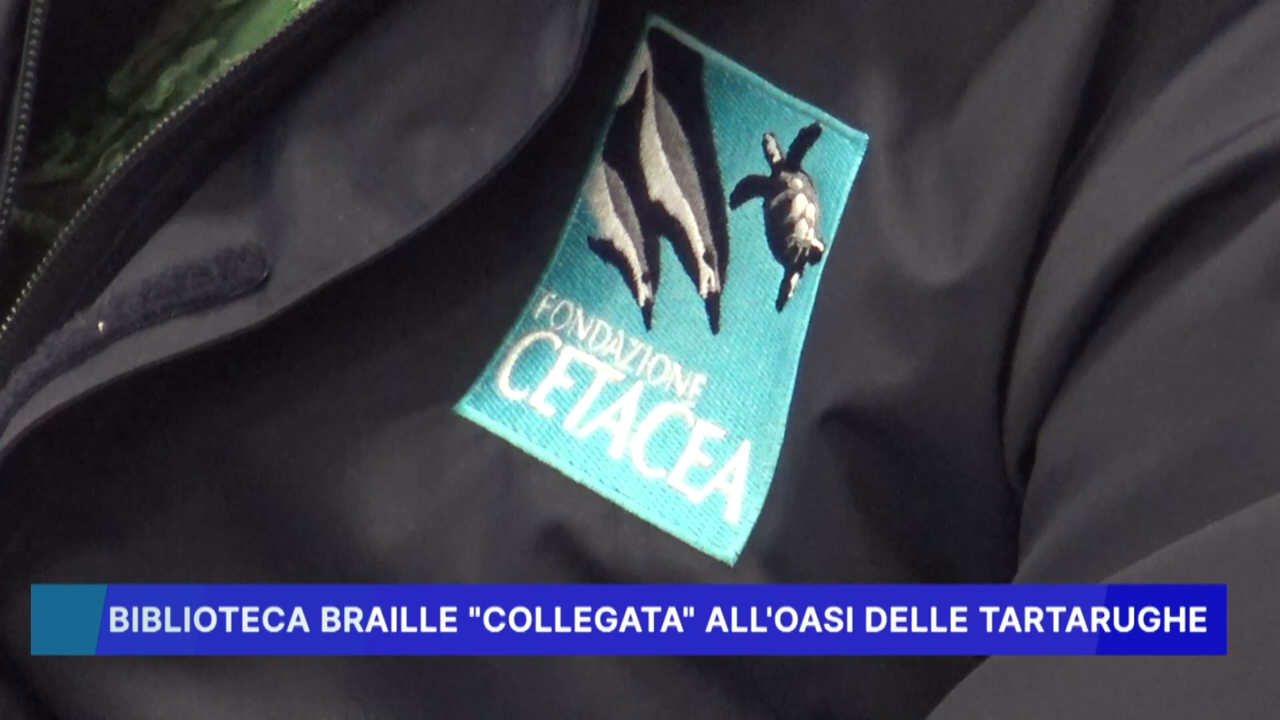 FONDAZIONE
CETACEA
BIBLIOTECA BRAILLE "COLLEGATA" ALL'OASI DELLE TARTARUGHE